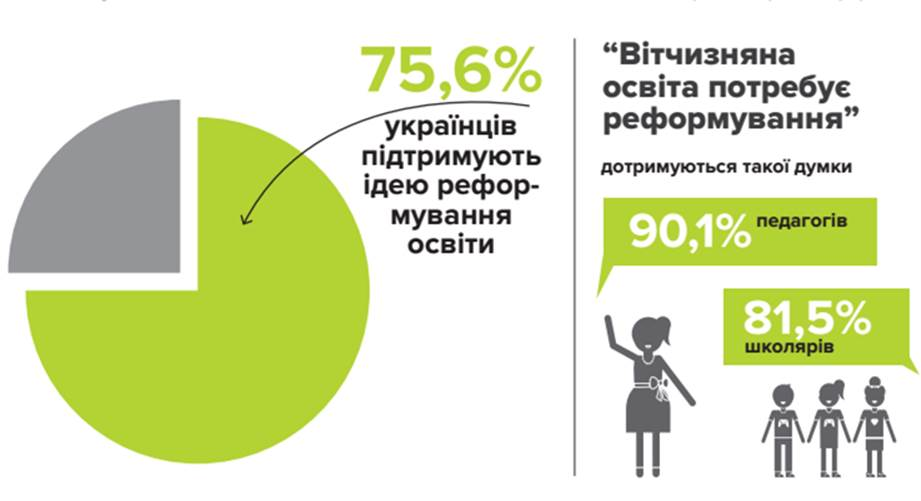 75,6%
українців
підтримують
ідею рефор-
мування
освіти
“Вітчизняна
освіта потребує
реформування”
дотримуються такої думки
90,1% педагогів
81,5%
школярів